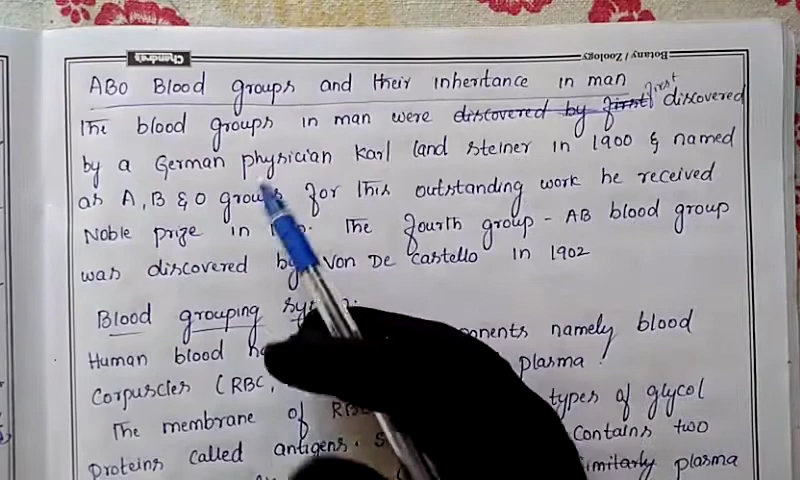 Chandra's
Botany / Zoology
ABO Blood groups and their inheritance in man
The blood groups in man were discovered by first first discovered
by a German physician Karl land steiner in 1900 & named
as A, B & O groups for this outstanding work he received
Noble prize in The fourth group - AB blood group
was discovered by Von De Castello in 1902
Blood grouping
Human blood namely blood
Corpuscles (RBC, plasma.
The membrane of types of glycol
Proteins called antigens. Contains two
similarly plasma